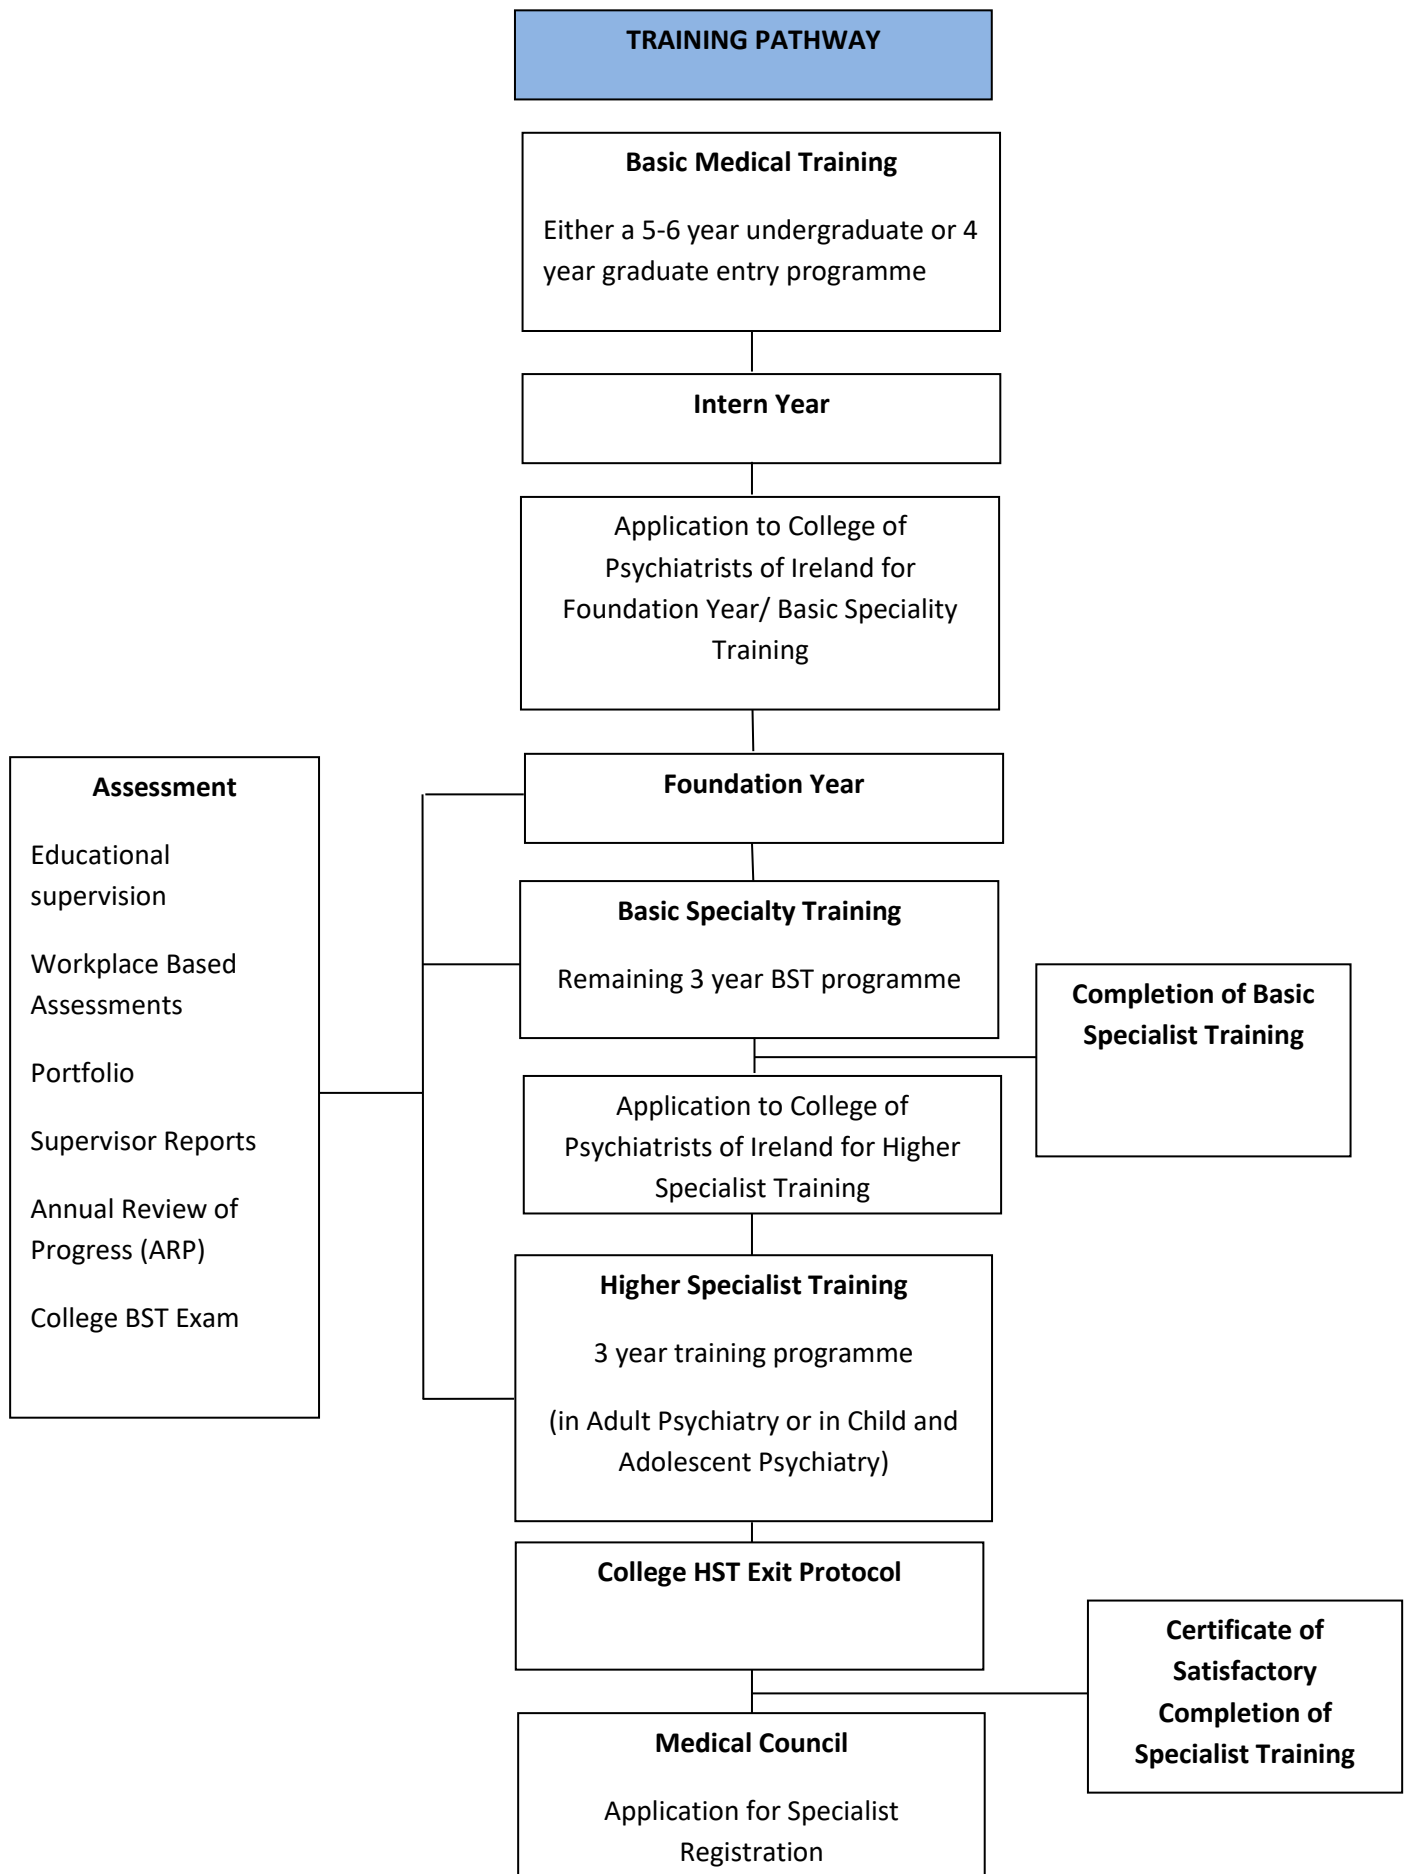 TRAINING PATHWAY
Basic Medical Training
Either a 5-6 year undergraduate or 4
year graduate entry programme
Intern Year
Application to College of
Psychiatrists of Ireland for
Foundation Year/ Basic Speciality
Training
Foundation Year
Assessment
Educational
supervision
Workplace Based
Assessments
Portfolio
Supervisor Reports
Annual Review of
Progress (ARP)
College BST Exam
Basic Specialty Training
Remaining 3 year BST programme
Completion of Basic
Specialist Training
Application to College of
Psychiatrists of Ireland for Higher
Specialist Training
Higher Specialist Training
3 year training programme
(in Adult Psychiatry or in Child and
Adolescent Psychiatry)
College HST Exit Protocol
Certificate of
Satisfactory
Completion of
Specialist Training
Medical Council
Application for Specialist
Registration